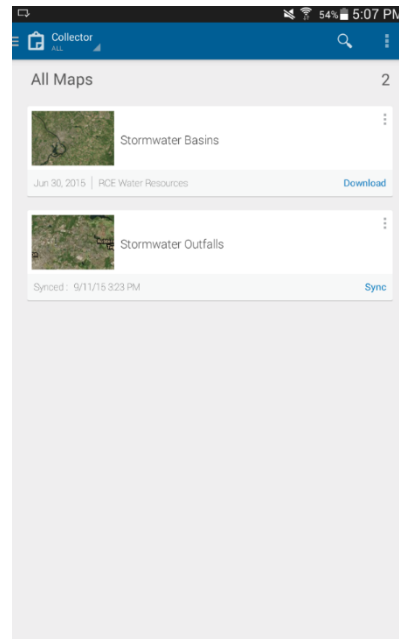 54% 5:07 PM
Collector
ALL
All Maps 2
Stormwater Basins
Jun 30, 2015 | RCE Water Resources Download
Stormwater Outfalls
Synced : 9/11/15 3:23 PM Sync